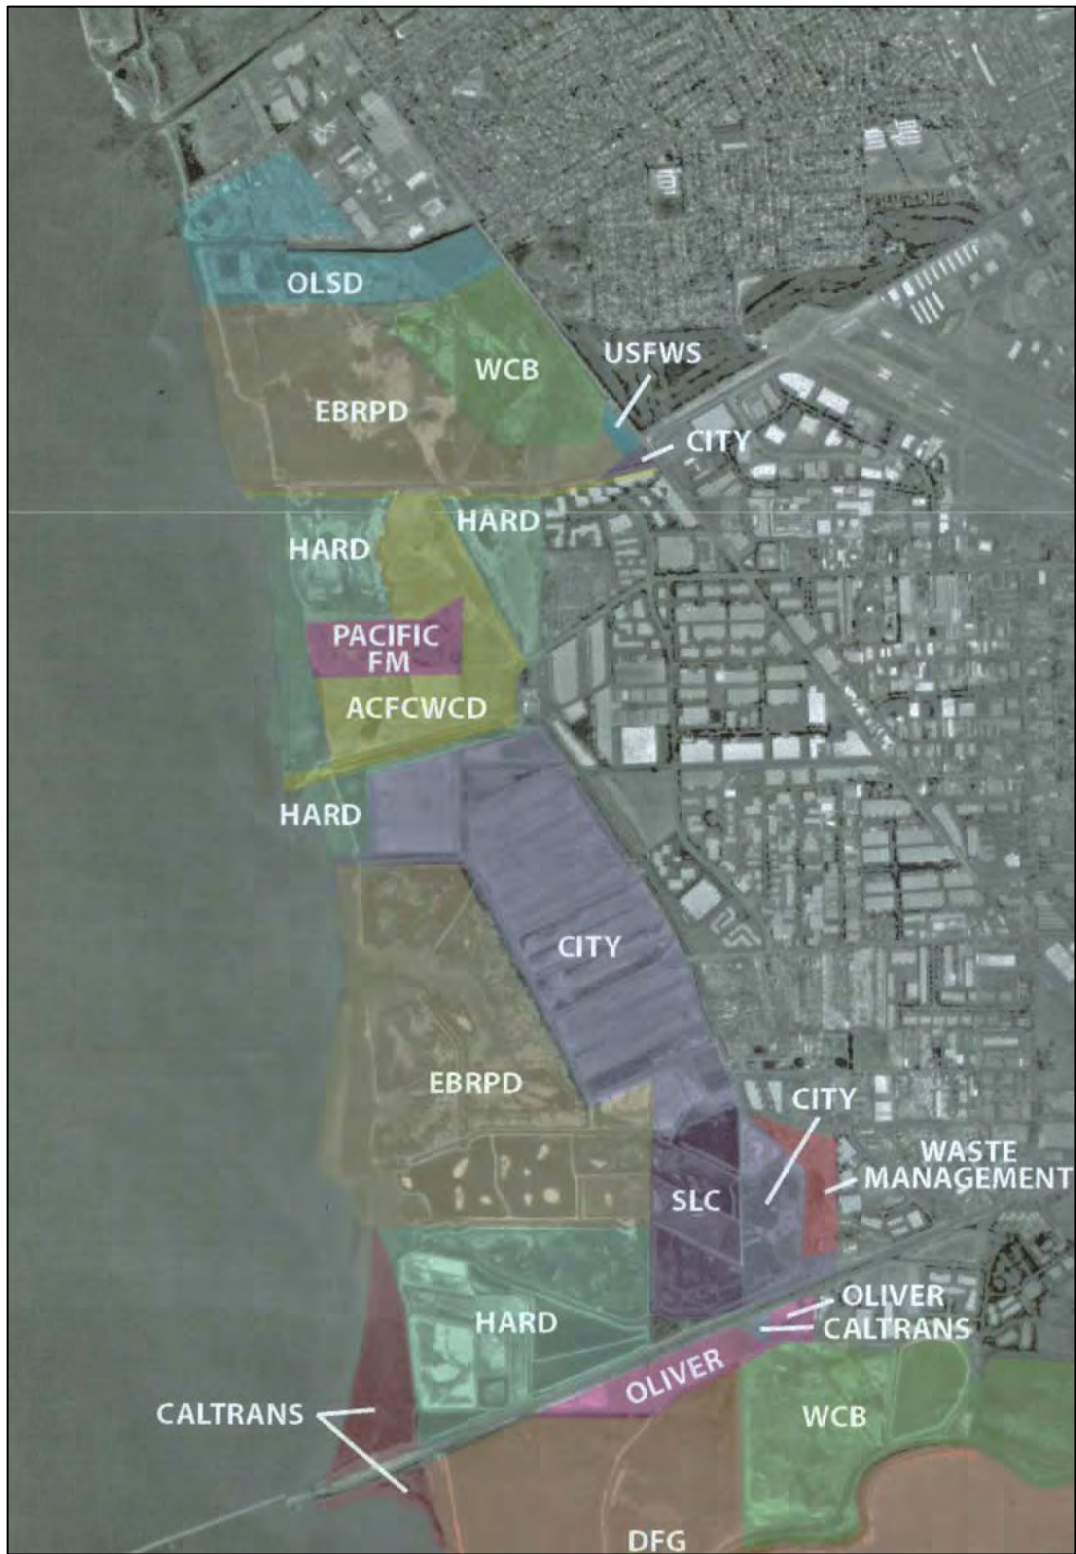 OLSD
USFWS
WCB
EBRPD
CITY
HARD
HARD
PACIFIC
FM
ACFCWCD
HARD
CITY
EBRPD
CITY
WASTE
MANAGEMENT
SLC
OLIVER
CALTRANS
HARD
OLIVER
CALTRANS
WCB
DFG